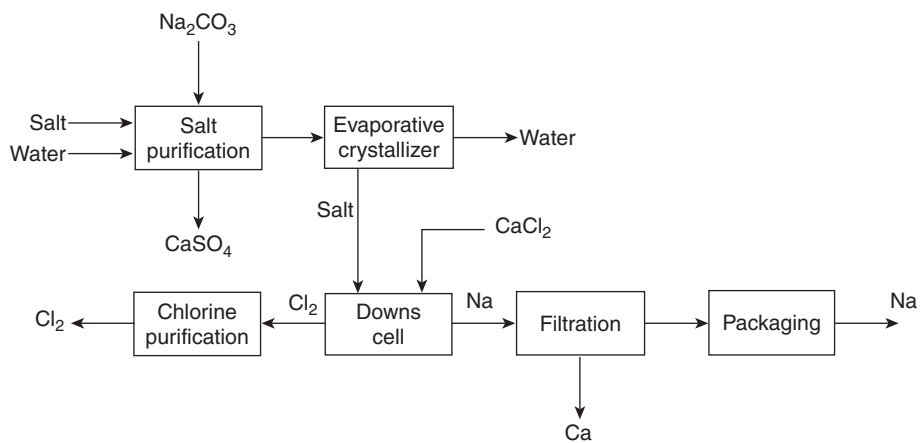 Na₂CO₃
Salt
Water
Salt
purification
Evaporative
crystallizer
Water
CaSO₄
Salt
CaCl₂
Cl₂
Chlorine
purification
Cl₂
Downs
cell
Na
Filtration
Packaging
Na
Ca